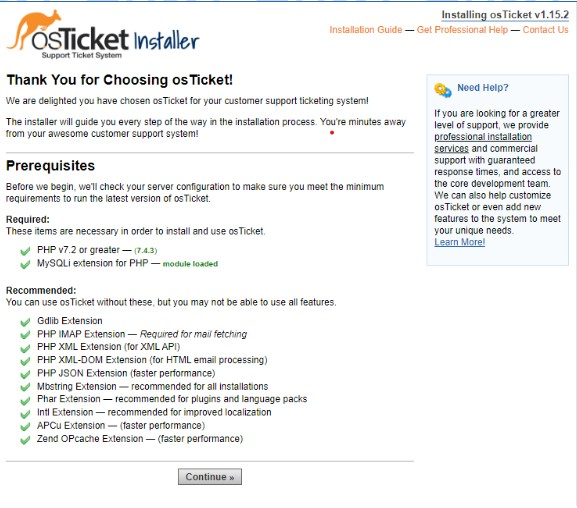 osTicket Installer
Support Ticket System
Installing osTicket v1.15.2
Installation Guide — Get Professional Help — Contact Us
Thank You for Choosing osTicket!
We are delighted you have chosen osTicket for your customer support ticketing system!
The installer will guide you every step of the way in the installation process. You're minutes away
from your awesome customer support system!
Prerequisites
Before we begin, we'll check your server configuration to make sure you meet the minimum
requirements to run the latest version of osTicket.
Required:
These items are necessary in order to install and use osTicket.
PHP v7.2 or greater — (7.4.3)
MySQLi extension for PHP — module loaded
Recommended:
You can use osTicket without these, but you may not be able to use all features.
Gdlib Extension
PHP IMAP Extension — Required for mail fetching
PHP XML Extension (for XML API)
PHP XML-DOM Extension (for HTML email processing)
PHP JSON Extension (faster performance)
Mbstring Extension — recommended for all installations
Phar Extension — recommended for plugins and language packs
Intl Extension — recommended for improved localization
APCu Extension — (faster performance)
Zend OPcache Extension — (faster performance)
Continue »
Need Help?
If you are looking for a greater
level of support, we provide
professional installation
services and commercial
support with guaranteed
response times, and access to
the core development team.
We can also help customize
osTicket or even add new
features to the system to meet
your unique needs.
Learn More!